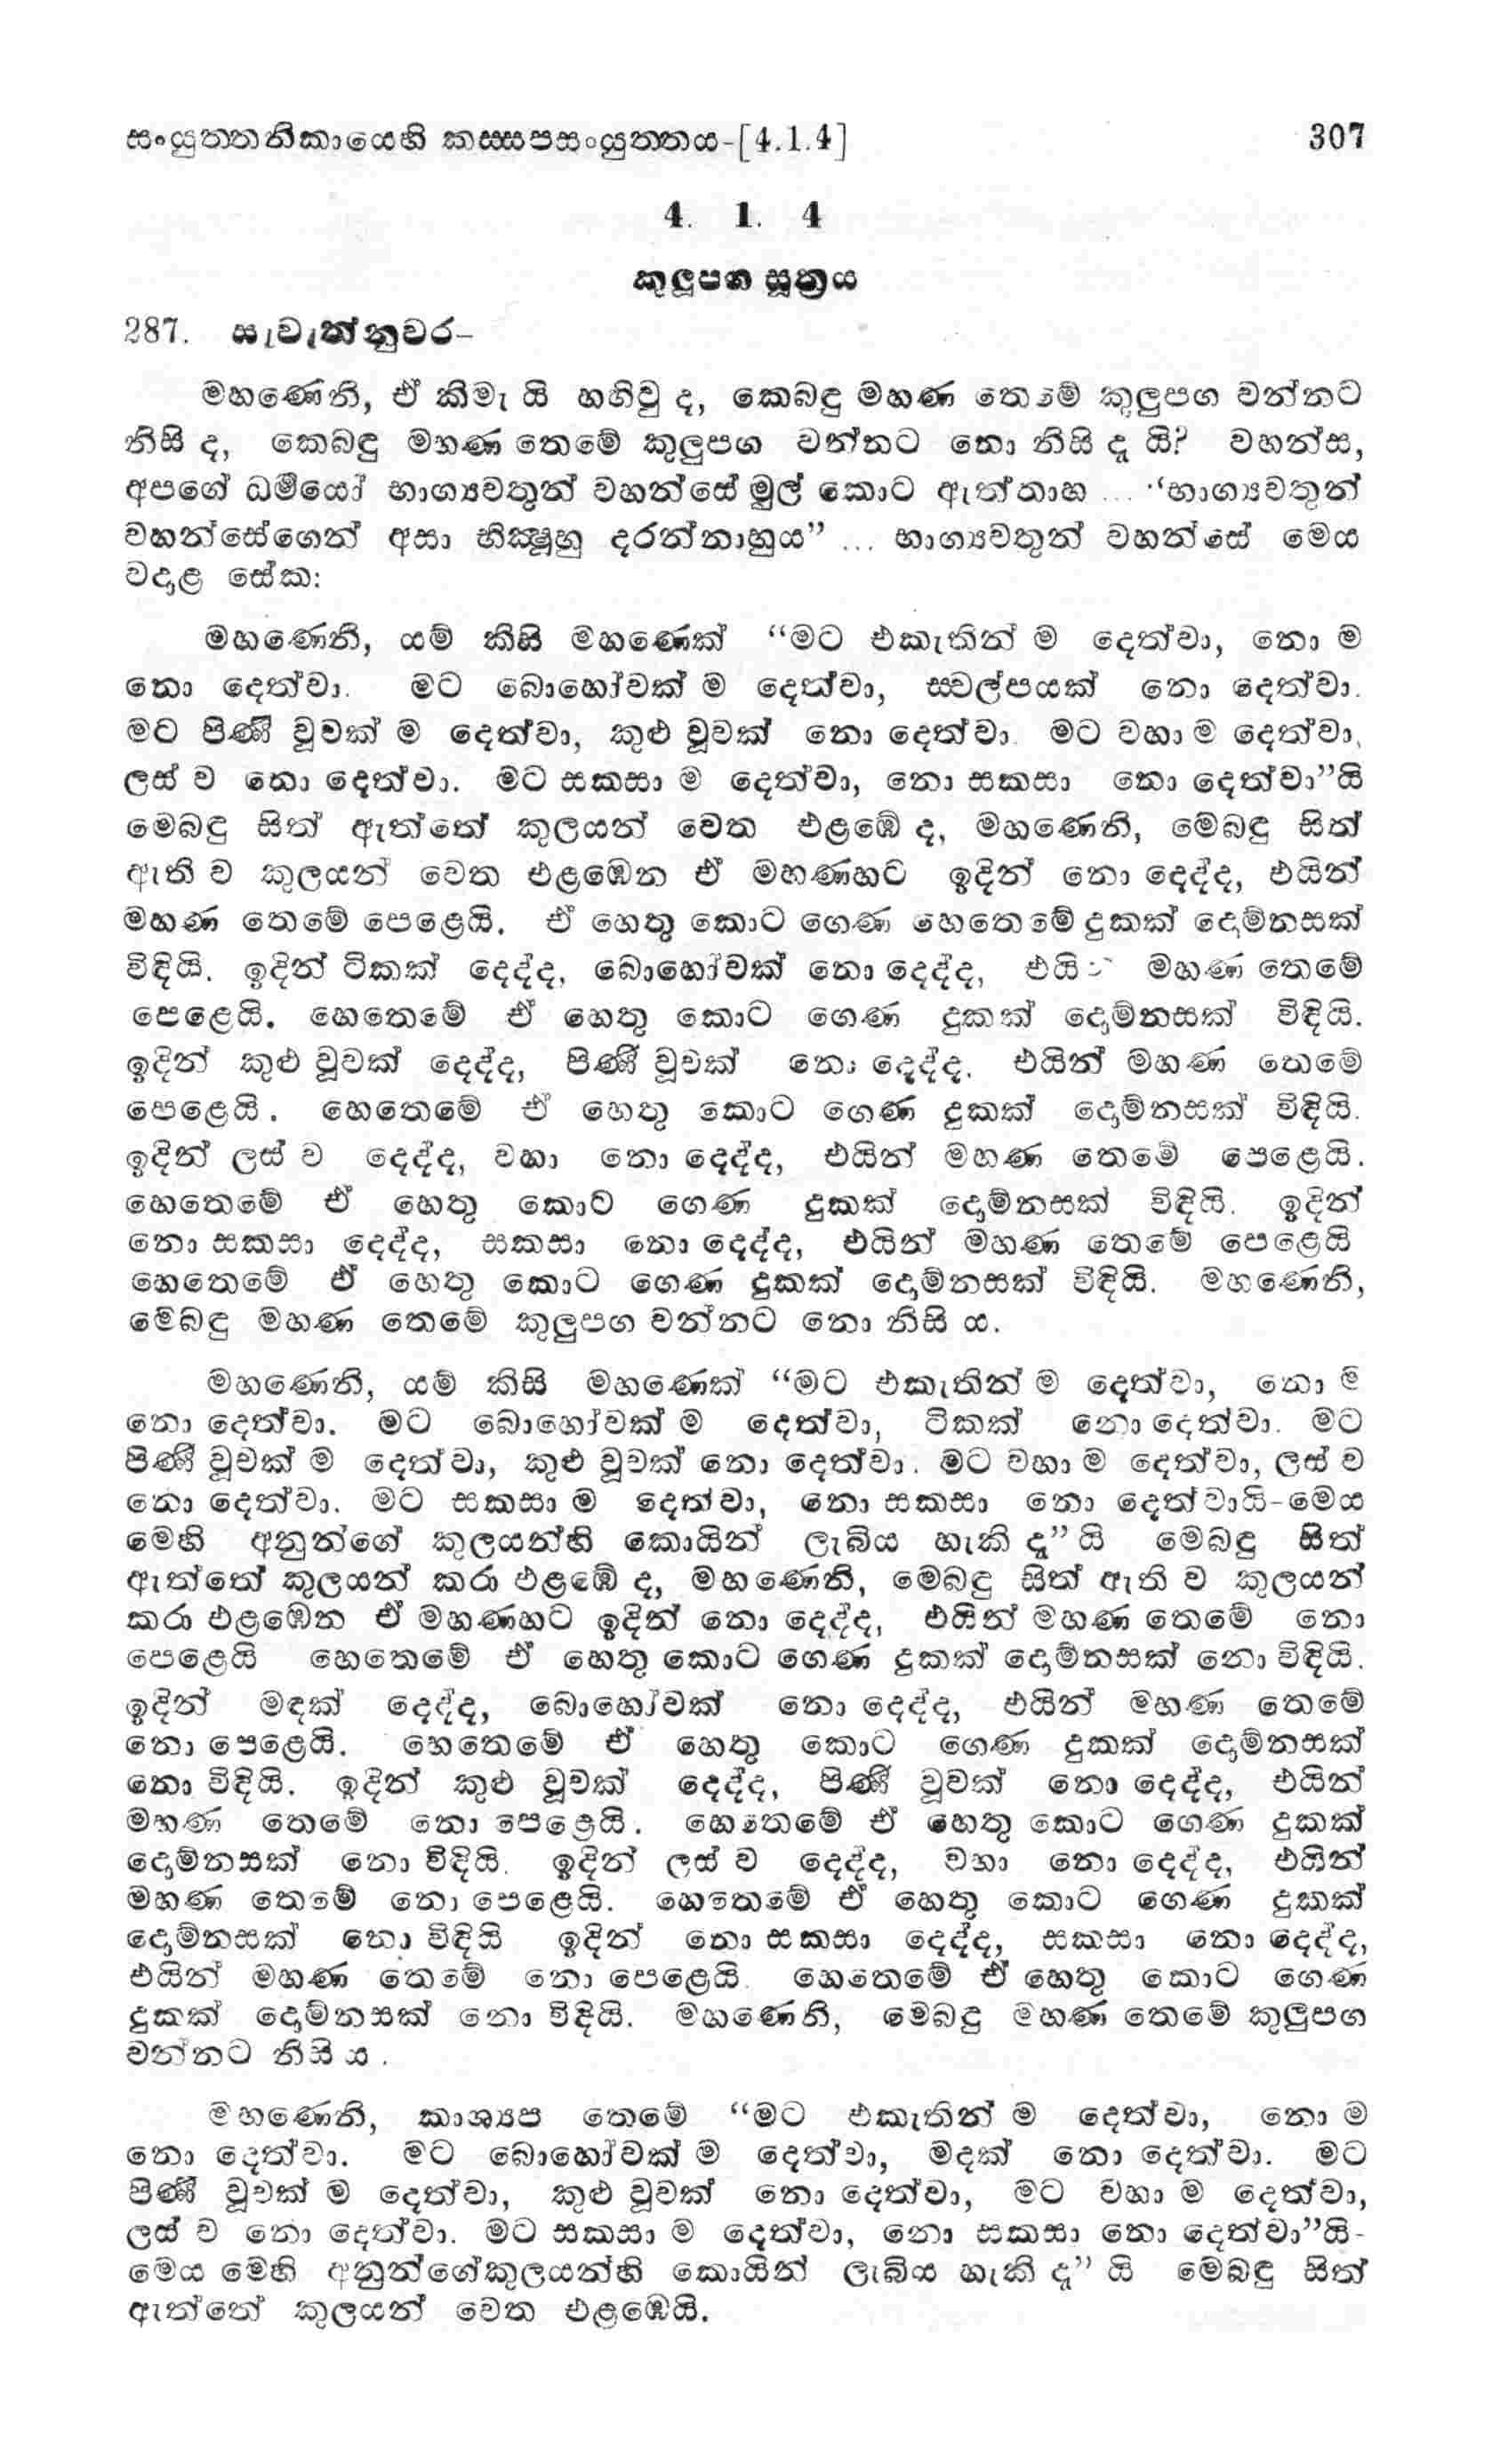 සංයුත්තනිකායෙහි කස්සපසංයුත්තය-[4.1.4] 307
4. 1. 4
කුලූපග සූත්‍රය
287. සැවැත්නුවර–
මහණෙනි, ඒ කිමැ යි හඟිවු ද, කෙබඳු මහණ තෙමේ කුලුපග වන්නට
නිසි ද, කෙබඳු මහණ තෙමේ කුලුපග වන්නට නො නිසි දැ යි? වහන්ස,
අපගේ ධර්‍මයෝ භාග්‍යවතුන් වහන්සේ මුල් කොට ඇත්තාහ ... “භාග්‍යවතුන්
වහන්සේගෙන් අසා භික්‍ෂූහු දරන්නාහුය” ... භාග්‍යවතුන් වහන්සේ මෙය
වදාළ සේක:
මහණෙනි, යම් කිසි මහණෙක් “මට එකැතින් ම දෙත්වා, නො ම
නො දෙත්වා. මට බොහෝවක් ම දෙත්වා, ස්වල්පයක් නො දෙත්වා.
මට පිණී වූවක් ම දෙත්වා, කුළු වූවක් නො දෙත්වා. මට වහා ම දෙත්වා,
ලස් ව නො දෙත්වා. මට සකසා ම දෙත්වා, නො සකසා නො දෙත්වා”යි
මෙබඳු සිත් ඇත්තේ කුලයන් වෙත එළඹේ ද, මහණෙනි, මෙබඳු සිත්
ඇති ව කුලයන් වෙත එළඹෙන ඒ මහණහට ඉදින් නො දෙද්ද, එයින්
මහණ තෙමේ පෙළෙයි. ඒ හෙතු කොට ගෙණ හෙතෙමේ දුකක් දොම්නසක්
විඳියි. ඉදින් ටිකක් දෙද්ද, බොහෝවක් නො දෙද්ද, එයින් මහණ තෙමේ
පෙළෙයි. හෙතෙමේ ඒ හෙතු කොට ගෙණ දුකක් දොම්නසක් විඳියි.
ඉදින් කුළු වූවක් දෙද්ද, පිණී වූවක් නො දෙද්ද, එයින් මහණ තෙමේ
පෙළෙයි. හෙතෙමේ ඒ හෙතු කොට ගෙණ දුකක් දොම්නසක් විඳියි.
ඉදින් ලස් ව දෙද්ද, වහා නො දෙද්ද, එයින් මහණ තෙමේ පෙළෙයි.
හෙතෙමේ ඒ හෙතු කොට ගෙණ දුකක් දොම්නසක් විඳියි. ඉදින්
නො සකසා දෙද්ද, සකසා නො දෙද්ද, එයින් මහණ තෙමේ පෙළෙයි
හෙතෙමේ ඒ හෙතු කොට ගෙණ දුකක් දොම්නසක් විඳියි. මහණෙනි,
මෙබඳු මහණ තෙමේ කුලුපග වන්නට නො නිසි ය.
මහණෙනි, යම් කිසි මහණෙක් “මට එකැතින් ම දෙත්වා, නො ම
නො දෙත්වා. මට බොහෝවක් ම දෙත්වා, ටිකක් නො දෙත්වා. මට
පිණී වූවක් ම දෙත්වා, කුළු වූවක් නො දෙත්වා. මට වහා ම දෙත්වා, ලස් ව
නො දෙත්වා. මට සකසා ම දෙත්වා, නො සකසා නො දෙත්වායි-මෙය
මෙහි අනුන්ගේ කුලයන්හි කොයින් ලැබිය හැකි දැ”යි මෙබඳු සිත්
ඇත්තේ කුලයන් කරා එළඹේ ද, මහණෙනි, මෙබඳු සිත් ඇති ව කුලයන්
කරා එළඹෙන ඒ මහණහට ඉදින් නො දෙද්ද, එයින් මහණ තෙමේ නො
පෙළෙයි හෙතෙමේ ඒ හෙතු කොට ගෙණ දුකක් දොම්නසක් නො විඳියි.
ඉදින් මඳක් දෙද්ද, බොහෝවක් නො දෙද්ද, එයින් මහණ තෙමේ
නො පෙළෙයි. හෙතෙමේ ඒ හෙතු කොට ගෙණ දුකක් දොම්නසක්
නො විඳියි. ඉදින් කුළු වූවක් දෙද්ද, පිණී වූවක් නො දෙද්ද, එයින්
මහණ තෙමේ නො පෙළෙයි. හෙතෙමේ ඒ හෙතු කොට ගෙණ දුකක්
දොම්නසක් නො විඳියි. ඉදින් ලස් ව දෙද්ද, වහා නො දෙද්ද, එයින්
මහණ තෙමේ නො පෙළෙයි. හෙතෙමේ ඒ හෙතු කොට ගෙණ දුකක්
දොම්නසක් නො විඳියි ඉදින් නො සකසා දෙද්ද, සකසා නො දෙද්ද,
එයින් මහණ තෙමේ නො පෙළෙයි. හෙතෙමේ ඒ හෙතු කොට ගෙණ
දුකක් දොම්නසක් නො විඳියි. මහණෙනි, මෙබඳු මහණ තෙමේ කුලුපග
වන්නට නිසි ය.
මහණෙනි, කාශ්‍යප තෙමේ “මට එකැතින් ම දෙත්වා, නො ම
නො දෙත්වා. මට බොහෝවක් ම දෙත්වා, මදක් නො දෙත්වා. මට
පිණී වූවක් ම දෙත්වා, කුළු වූවක් නො දෙත්වා, මට වහා ම දෙත්වා,
ලස් ව නො දෙත්වා. මට සකසා ම දෙත්වා, නො සකසා නො දෙත්වා”යි-
මෙය මෙහි අනුන්ගේකුලයන්හි කොයින් ලැබිය හැකි දැ” යි මෙබඳු සිත්
ඇත්තේ කුලයන් වෙත එළඹෙයි.